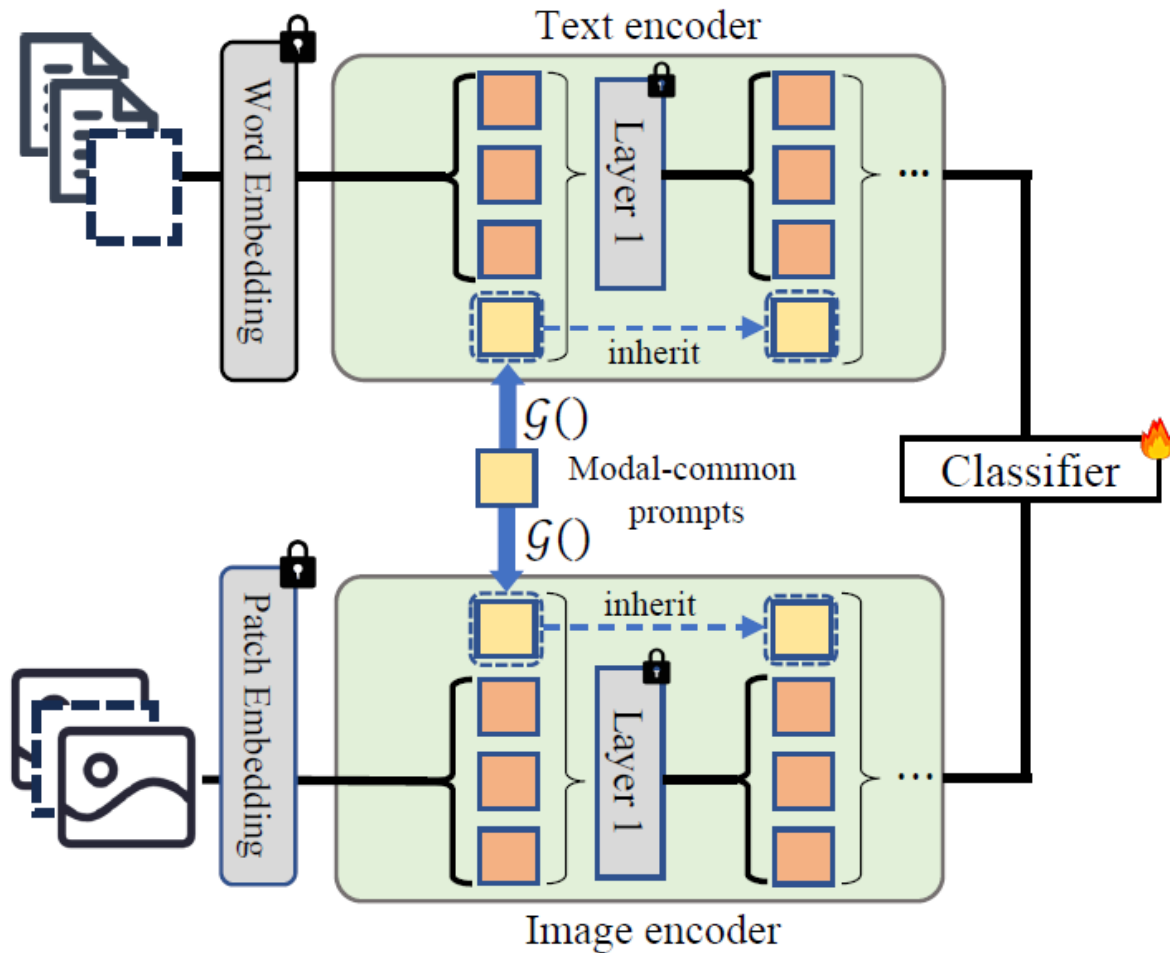 Text encoder
Word Embedding
Layer 1
...
inherit
𝒢()
Modal-common
prompts
𝒢()
Classifier
Patch Embedding
inherit
Layer 1
...
Image encoder